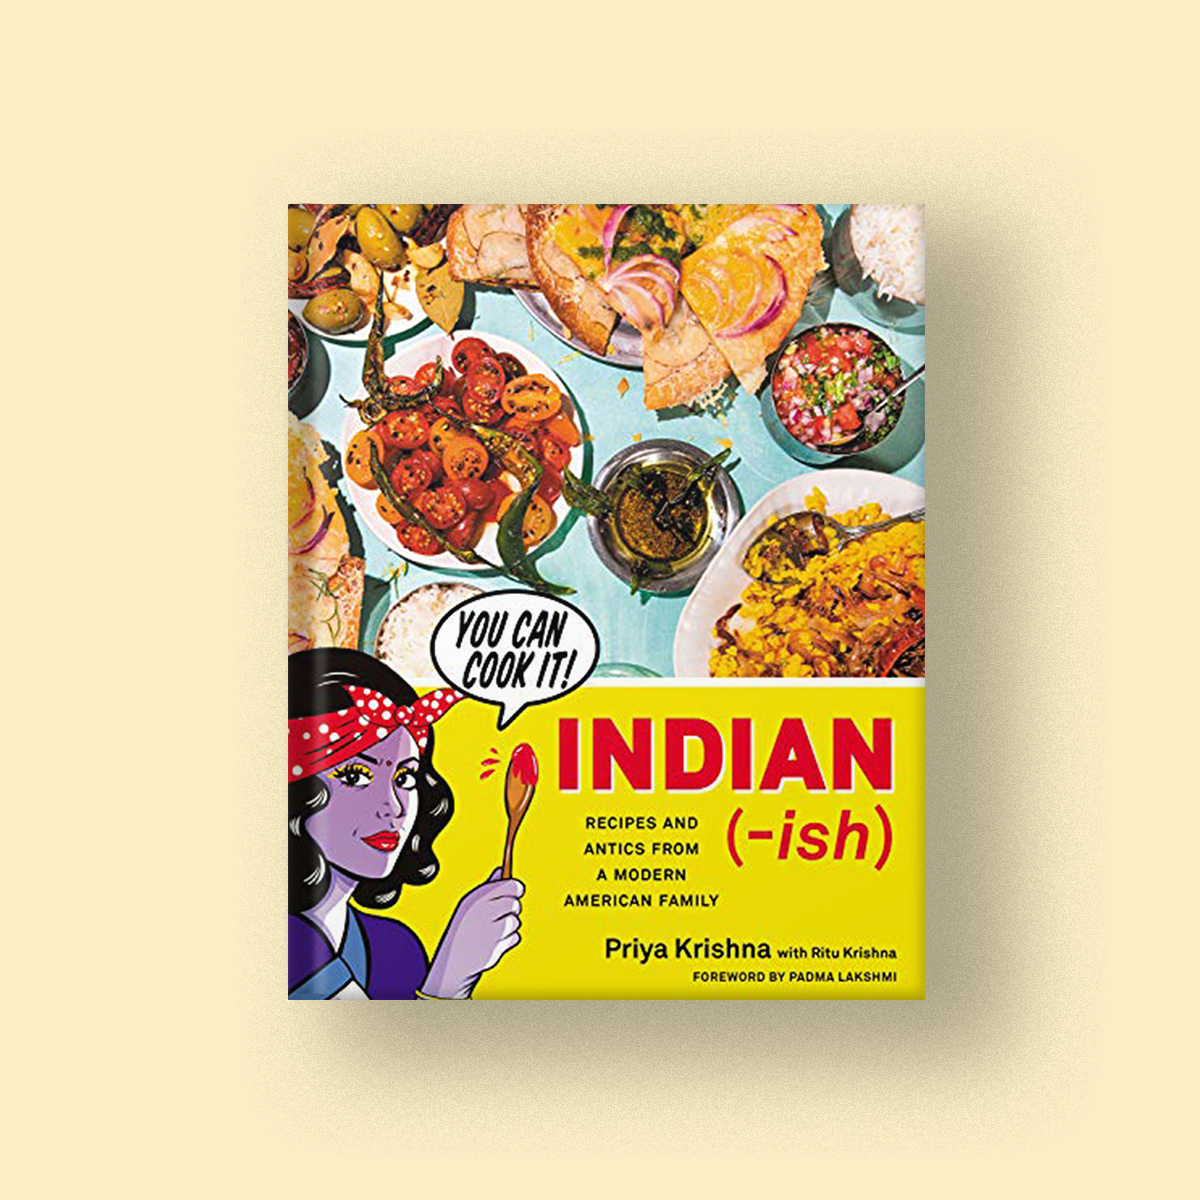 YOU CAN
COOK IT!
INDIAN
(-ish)
RECIPES AND
ANTICS FROM
A MODERN
AMERICAN FAMILY
Priya Krishna with Ritu Krishna
FOREWORD BY PADMA LAKSHMI